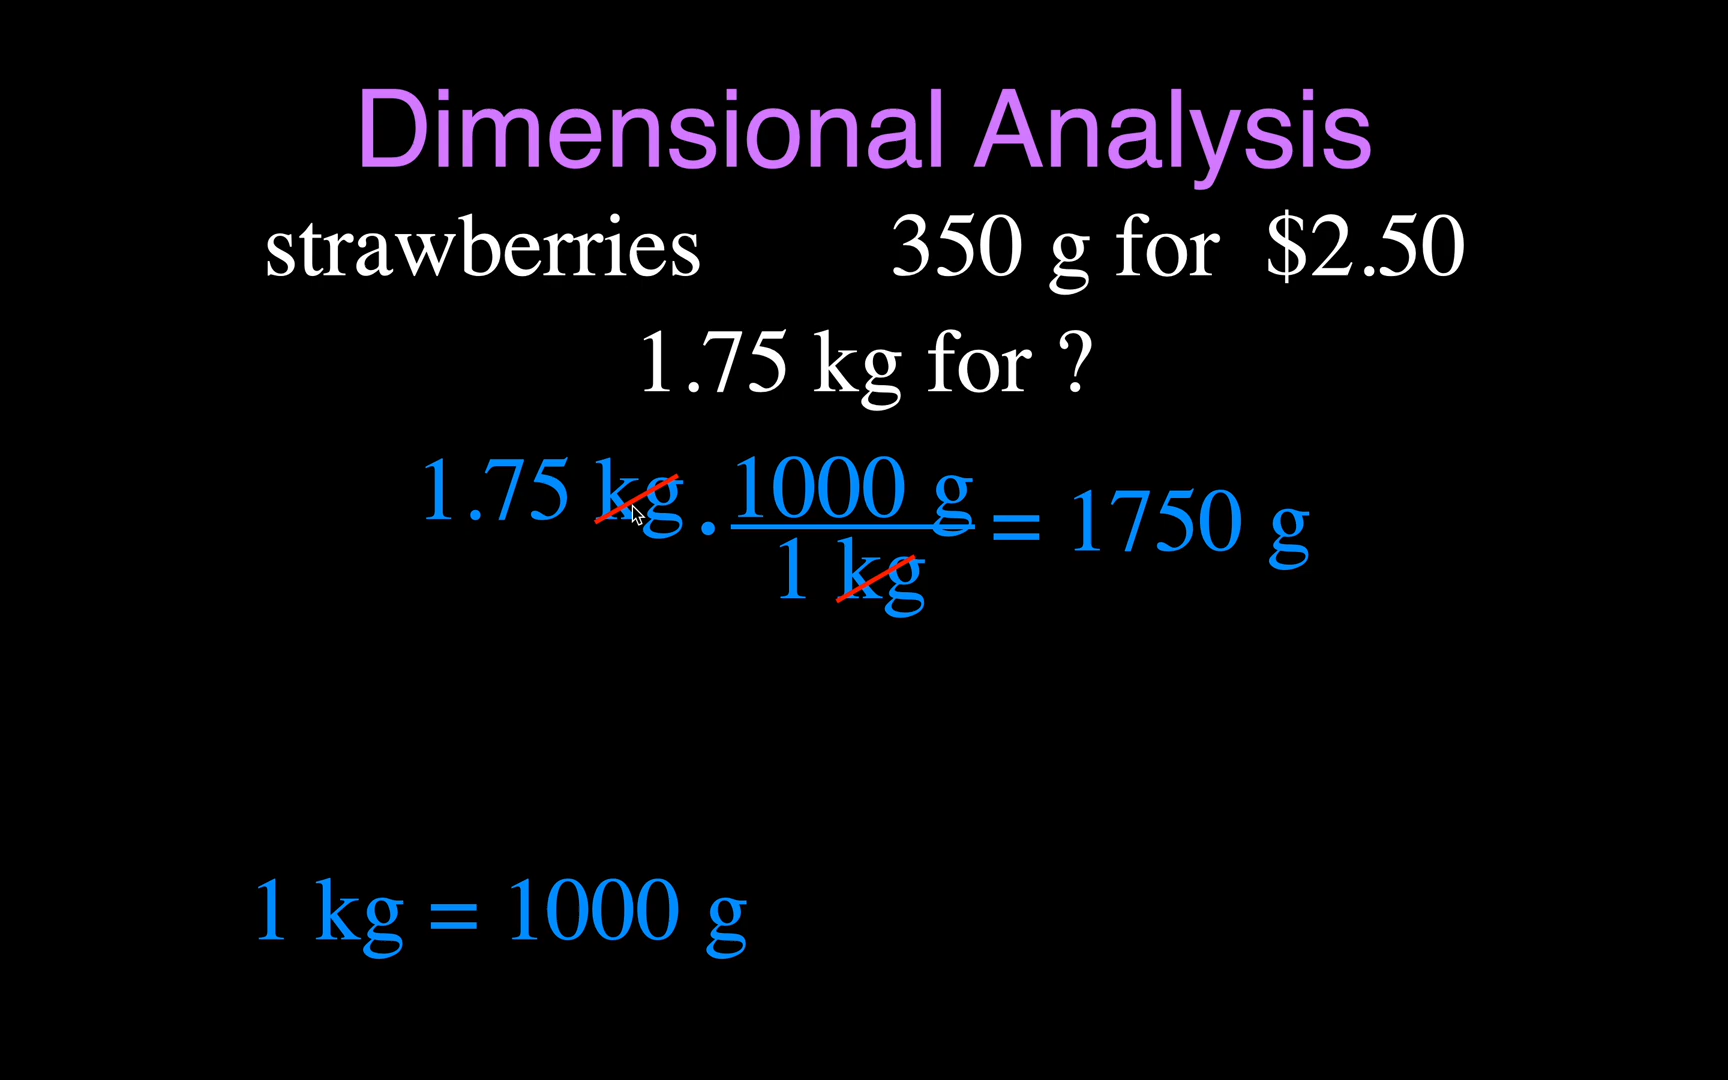 Dimensional Analysis
strawberries 350 g for $2.50
1.75 kg for ?
1.75 kg · 1000 g / 1 kg = 1750 g
1 kg = 1000 g